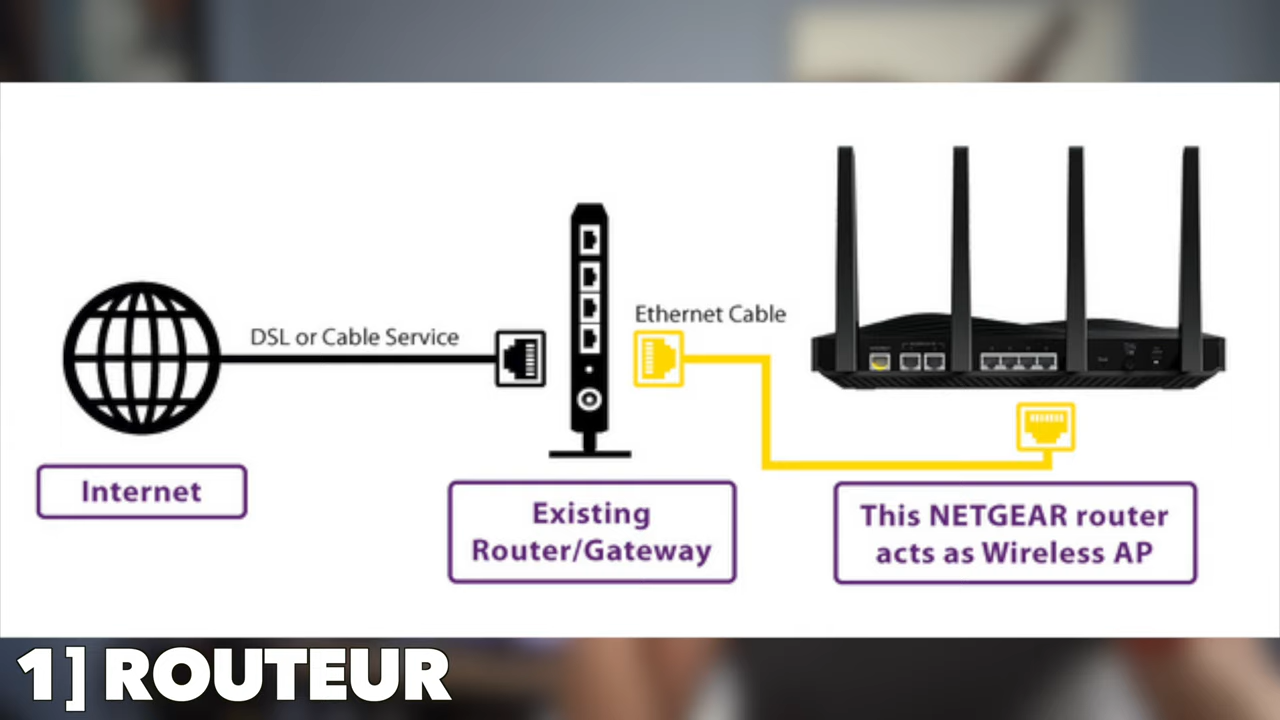 DSL or Cable Service
Ethernet Cable
Internet
Existing
Router/Gateway
This NETGEAR router
acts as Wireless AP
1] ROUTEUR